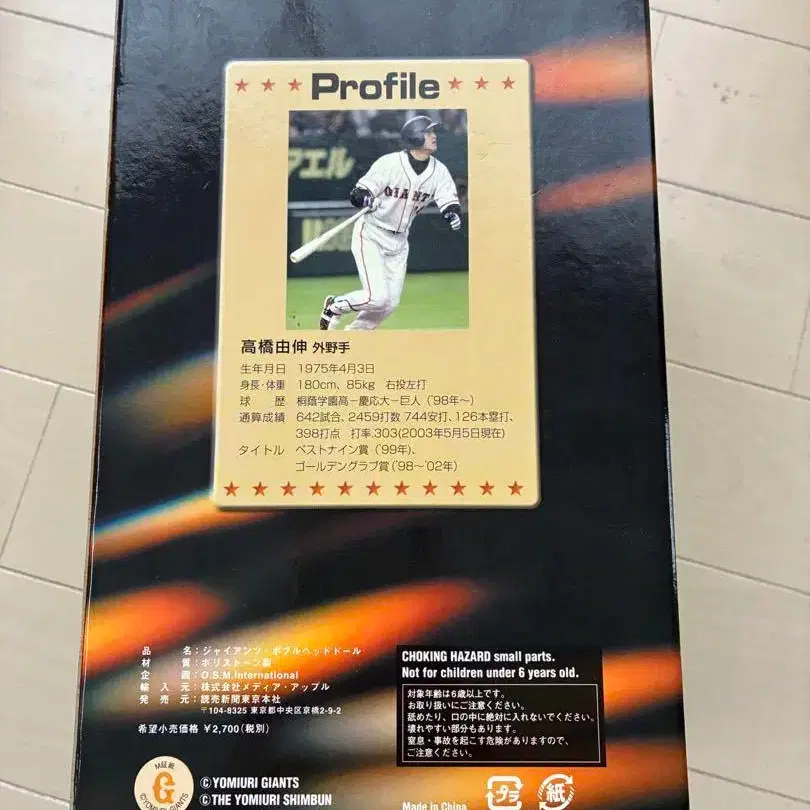 ★ ★ ★ Profile ★ ★ ★
マエル
GIANT
高橋由伸 外野手
生年月日 1975年4月3日
身長・体重 180cm、85kg 右投左打
球 歴 桐蔭学園高－慶応大－巨人（'98年～）
通算成績 642試合、2459打数 744安打、126本塁打、
398打点 打率.303(2003年5月5日現在)
タイトル ベストナイン賞（'99年）、
ゴールデングラブ賞（'98～'02年）
品 名：ジャイアンツ・ボブルヘッドドール
材 質：ポリストーン製
企 画：O.S.M.International
輸 入 元：株式会社メディア・アップル
発 売 元：読売新聞東京本社
〒104-8325 東京都中央区京橋2-9-2
希望小売価格 ￥2,700（税別）
CHOKING HAZARD small parts.
Not for children under 6 years old.
対象年齢は6歳以上です。
お取り扱いにご注意ください。
舐めたり、口の中に絶対に入れないでください。
壊れやすい部分もあります。
窒息・事故を起こす危険がありますので、
ご注意ください。
G
©YOMIURI GIANTS
©YOMIURI GIANTS
©THE YOMIURI SHIMBUN
Made in China
プラ
紙